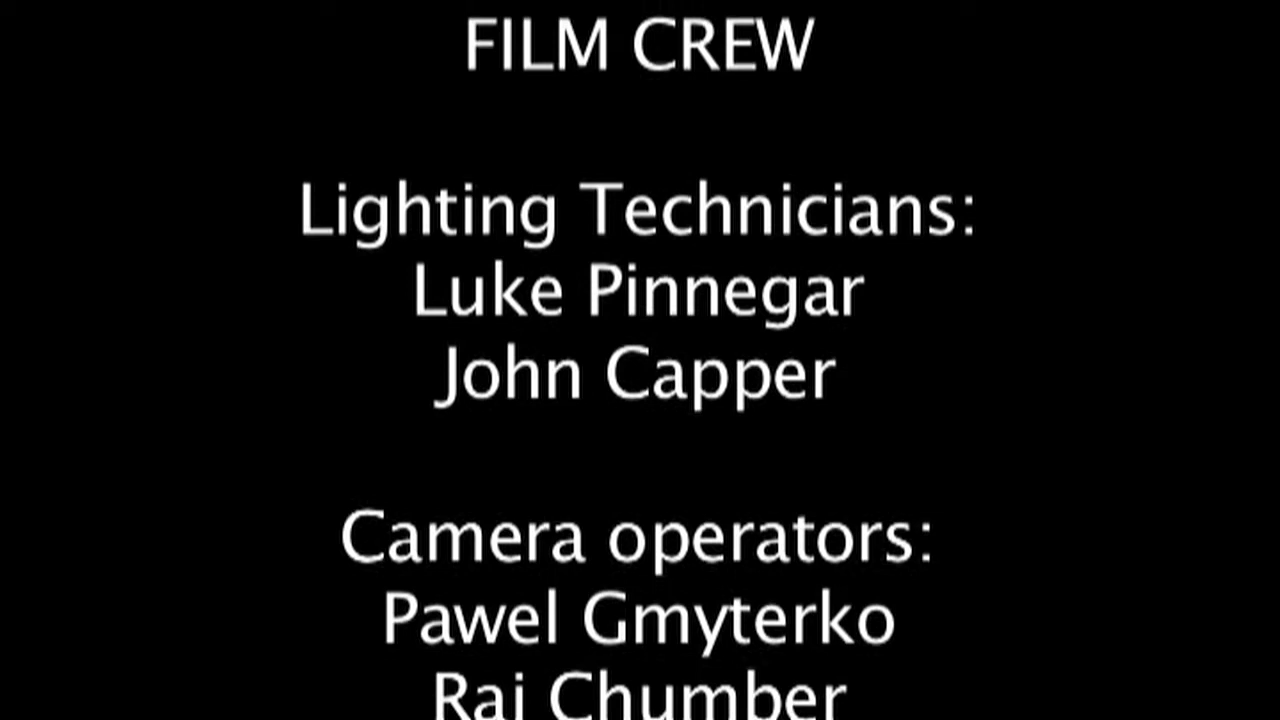 FILM CREW
Lighting Technicians:
Luke Pinnegar
John Capper
Camera operators:
Pawel Gmyterko
Raj Chumber